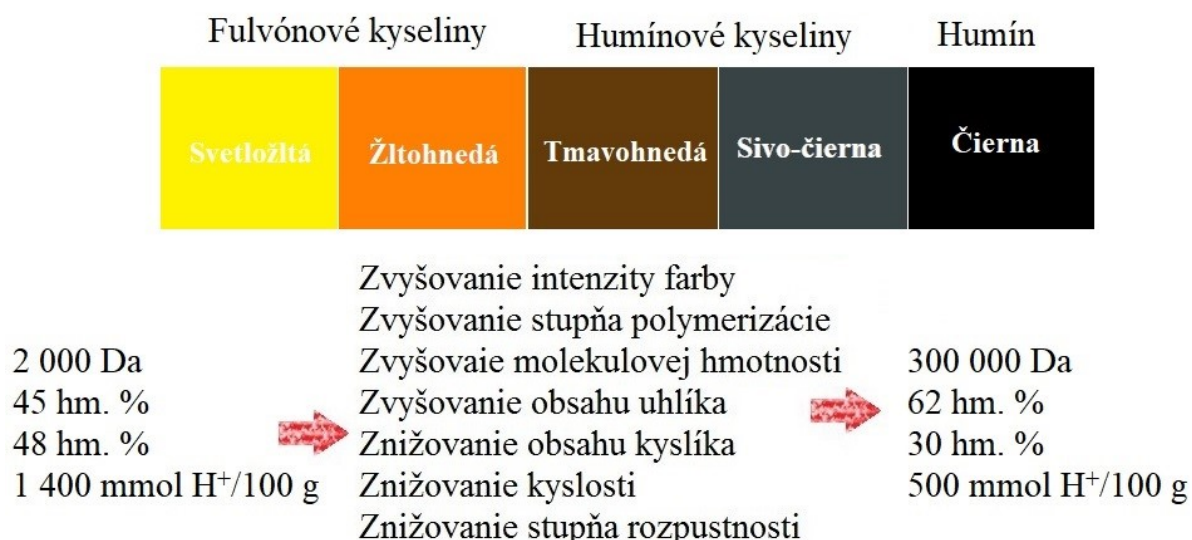 Fulvónové kyseliny Humínové kyseliny Humín
Svetložltá Žltohnedá Tmavohnedá Sivo-čierna Čierna
Zvyšovanie intenzity farby
Zvyšovanie stupňa polymerizácie
2 000 Da Zvyšovaie molekulovej hmotnosti 300 000 Da
45 hm. % Zvyšovanie obsahu uhlíka 62 hm. %
48 hm. % Znižovanie obsahu kyslíka 30 hm. %
1 400 mmol H⁺/100 g Znižovanie kyslosti 500 mmol H⁺/100 g
Znižovanie stupňa rozpustnosti